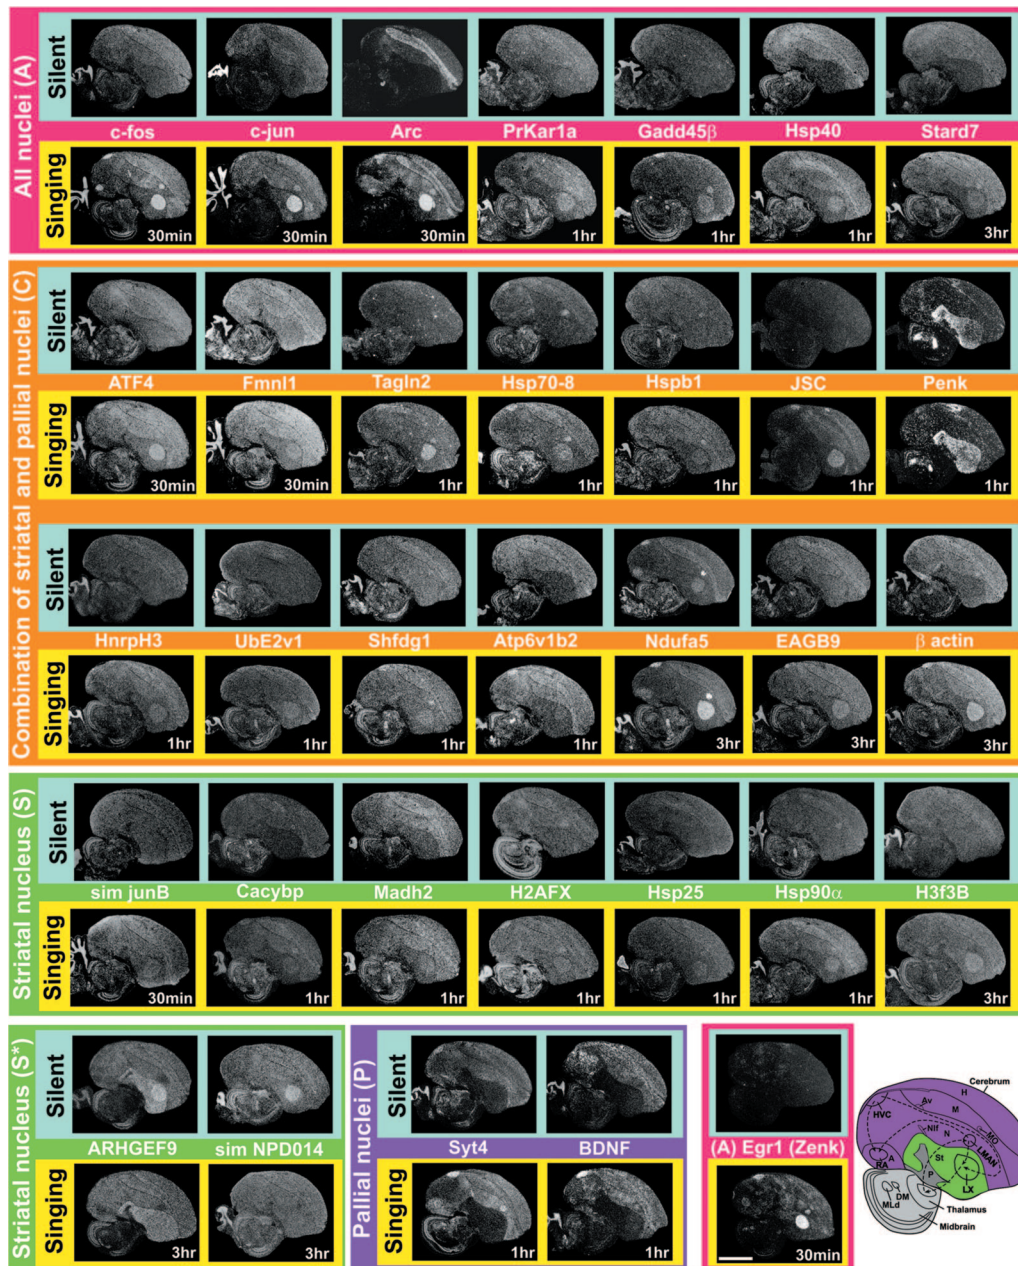 All nuclei (A)
Silent
c-fos c-jun Arc PrKar1a Gadd45β Hsp40 Stard7
Singing
30min 30min 30min 1hr 1hr 1hr 3hr
Combination of striatal and pallial nuclei (C)
Silent
ATF4 Fmnl1 Tagln2 Hsp70-8 Hspb1 JSC Penk
Singing
30min 30min 1hr 1hr 1hr 1hr 1hr
Silent
HnrpH3 UbE2v1 Shfdg1 Atp6v1b2 Ndufa5 EAGB9 β actin
Singing
1hr 1hr 1hr 1hr 3hr 3hr 3hr
Striatal nucleus (S)
Silent
sim junB Cacybp Madh2 H2AFX Hsp25 Hsp90α H3f3B
Singing
30min 1hr 1hr 1hr 1hr 1hr 3hr
Striatal nucleus (S*)
Silent
ARHGEF9 sim NPD014
Singing
3hr 3hr
Pallial nuclei (P)
Silent
Syt4 BDNF
Singing
1hr 1hr
Silent
(A) Egr1 (Zenk)
Singing
30min
Cerebrum
H
Av
M
HVC
MO
NIf
N
LMAN
A
RA
St
P
LX
DM
MLd
Thalamus
Midbrain